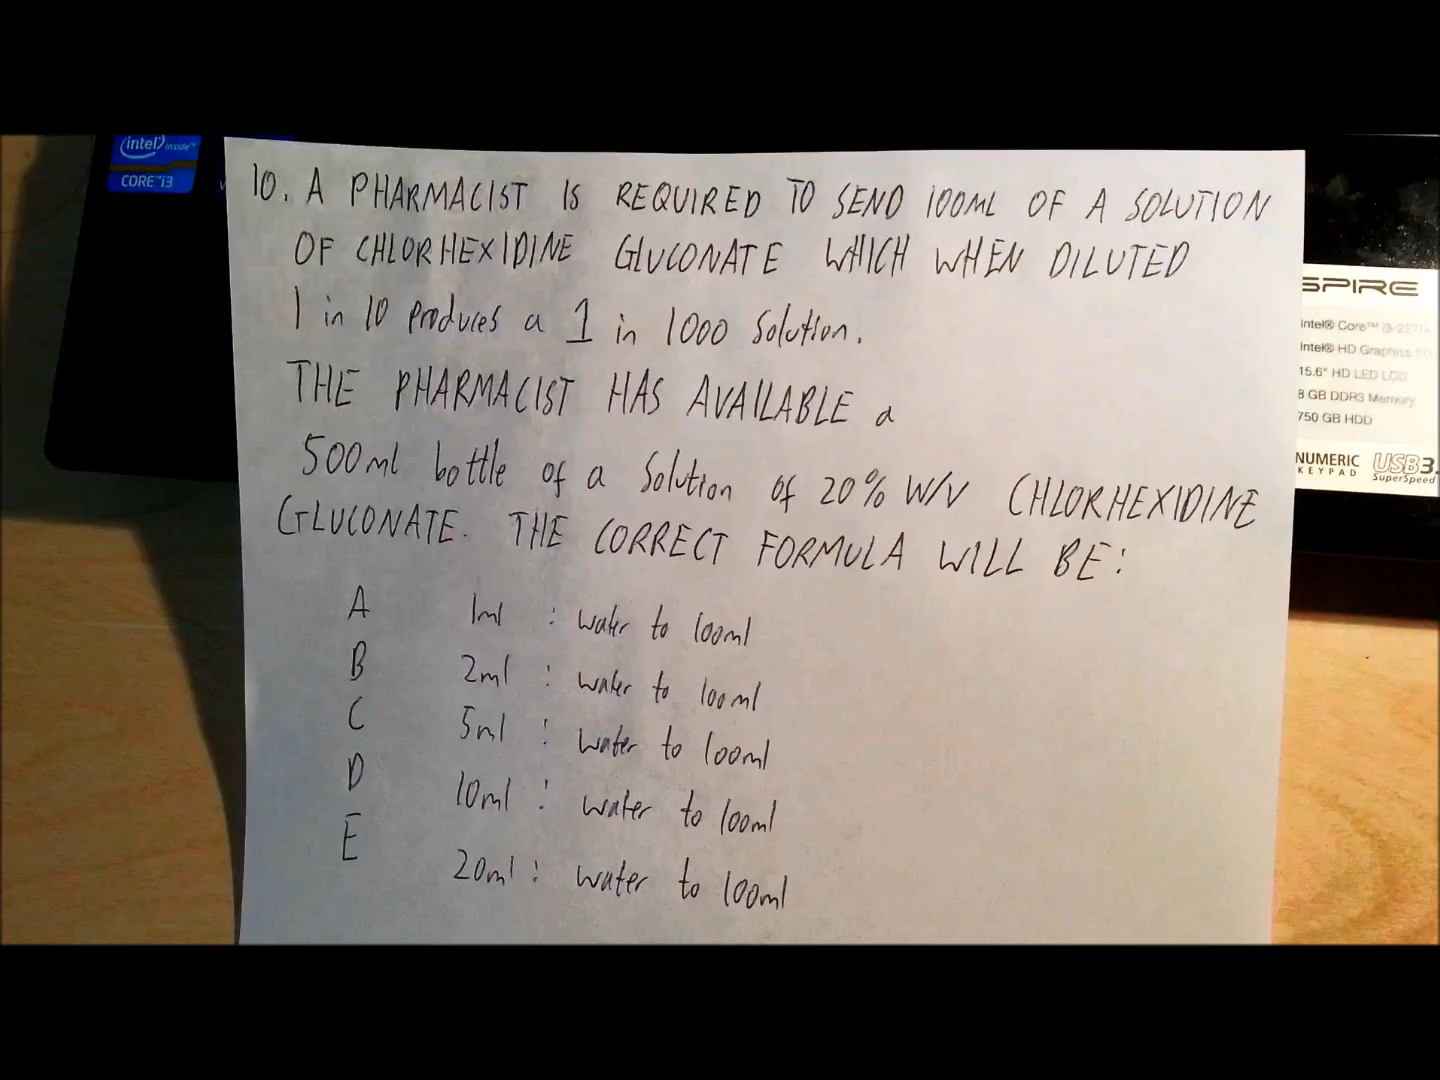 intel inside™
CORE™i3
10. A PHARMACIST IS REQUIRED TO SEND 100ML OF A SOLUTION
OF CHLORHEXIDINE GLUCONATE WHICH WHEN DILUTED
1 in 10 produces a 1 in 1000 solution.
THE PHARMACIST HAS AVAILABLE a
500ml bottle of a solution of 20% W/V CHLORHEXIDINE
GLUCONATE. THE CORRECT FORMULA WILL BE:
A 1ml : water to 100ml
B 2ml : water to 100ml
C 5ml : water to 100ml
D 10ml : water to 100ml
E 20ml : water to 100ml
SPIRE
Intel® Core™
Intel® HD Graphics
15.6" HD LED LCD
8 GB DDR3 Memory
750 GB HDD
NUMERIC KEYPAD
USB3.
SuperSpeed